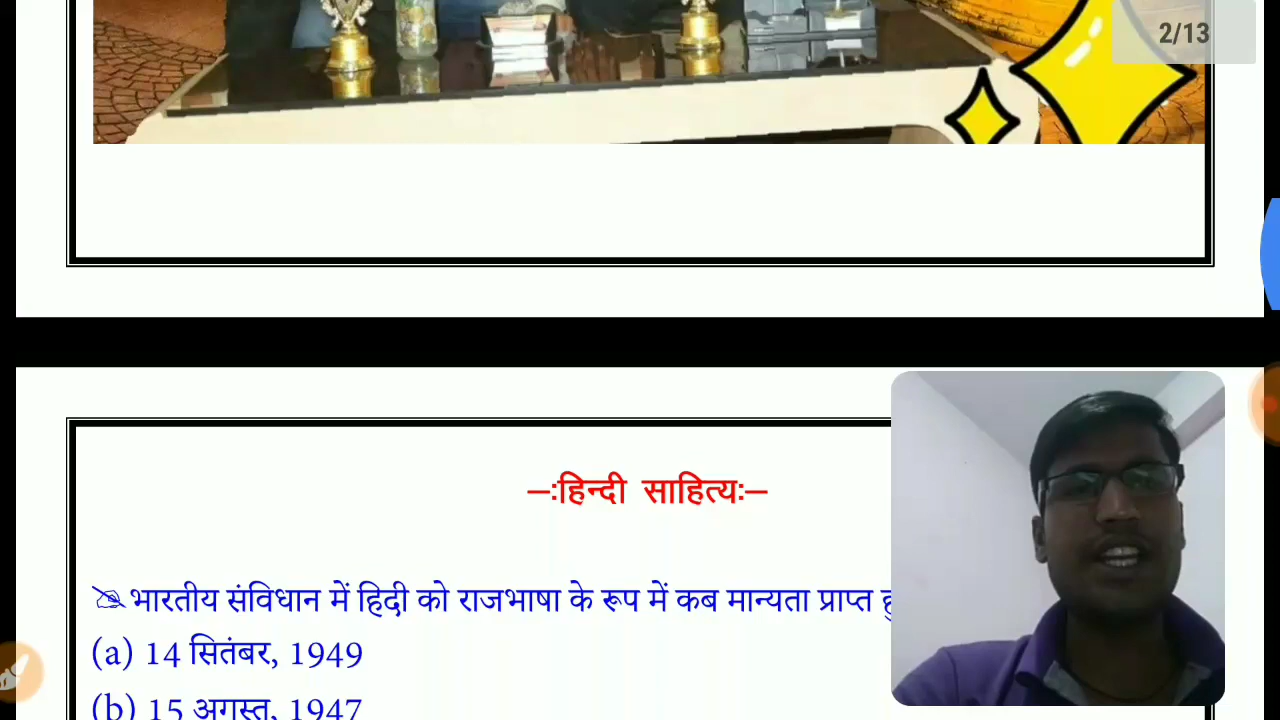 2/13
–:हिन्दी साहित्य:–
भारतीय संविधान में हिदी को राजभाषा के रूप में कब मान्यता प्राप्त
(a) 14 सितंबर, 1949
(b) 15 अगस्त, 1947